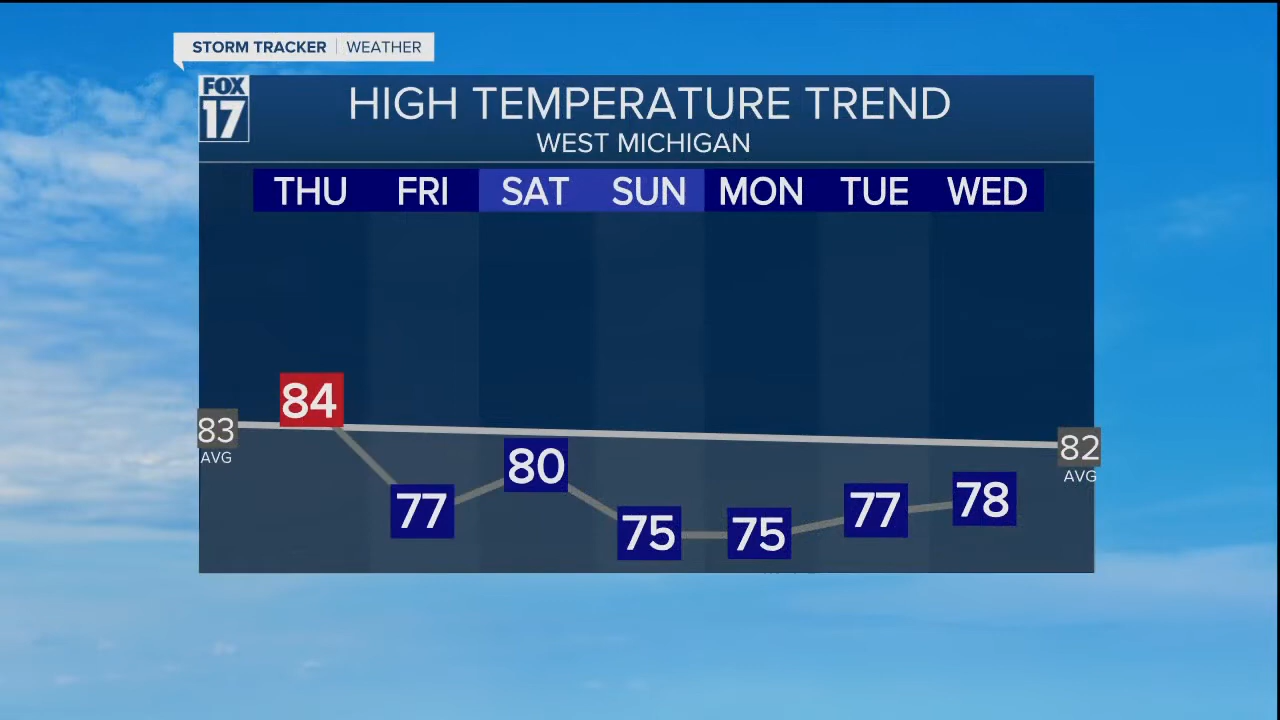 STORM TRACKER | WEATHER
FOX
17
HIGH TEMPERATURE TREND
WEST MICHIGAN
THU FRI SAT SUN MON TUE WED
84
83
AVG
80
82
AVG
77
75
75
77
78